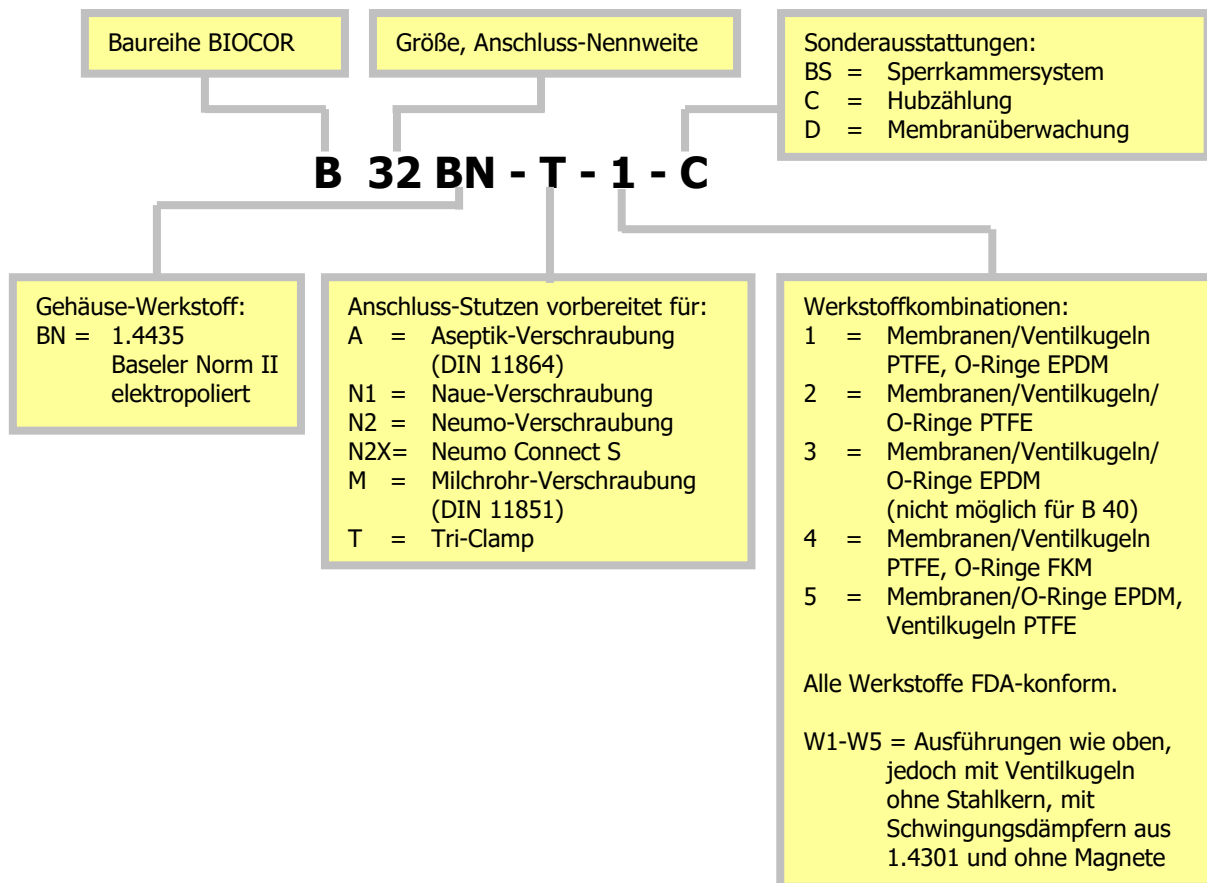 Baureihe BIOCOR
Größe, Anschluss-Nennweite
Sonderausstattungen:
BS = Sperrkammersystem
C = Hubzählung
D = Membranüberwachung
B 32 BN - T - 1 - C
Gehäuse-Werkstoff:
BN = 1.4435
Baseler Norm II
elektropoliert
Anschluss-Stutzen vorbereitet für:
A = Aseptik-Verschraubung
(DIN 11864)
N1 = Naue-Verschraubung
N2 = Neumo-Verschraubung
N2X= Neumo Connect S
M = Milchrohr-Verschraubung
(DIN 11851)
T = Tri-Clamp
Werkstoffkombinationen:
1 = Membranen/Ventilkugeln
PTFE, O-Ringe EPDM
2 = Membranen/Ventilkugeln/
O-Ringe PTFE
3 = Membranen/Ventilkugeln/
O-Ringe EPDM
(nicht möglich für B 40)
4 = Membranen/Ventilkugeln
PTFE, O-Ringe FKM
5 = Membranen/O-Ringe EPDM,
Ventilkugeln PTFE
Alle Werkstoffe FDA-konform.
W1-W5 = Ausführungen wie oben,
jedoch mit Ventilkugeln
ohne Stahlkern, mit
Schwingungsdämpfern aus
1.4301 und ohne Magnete